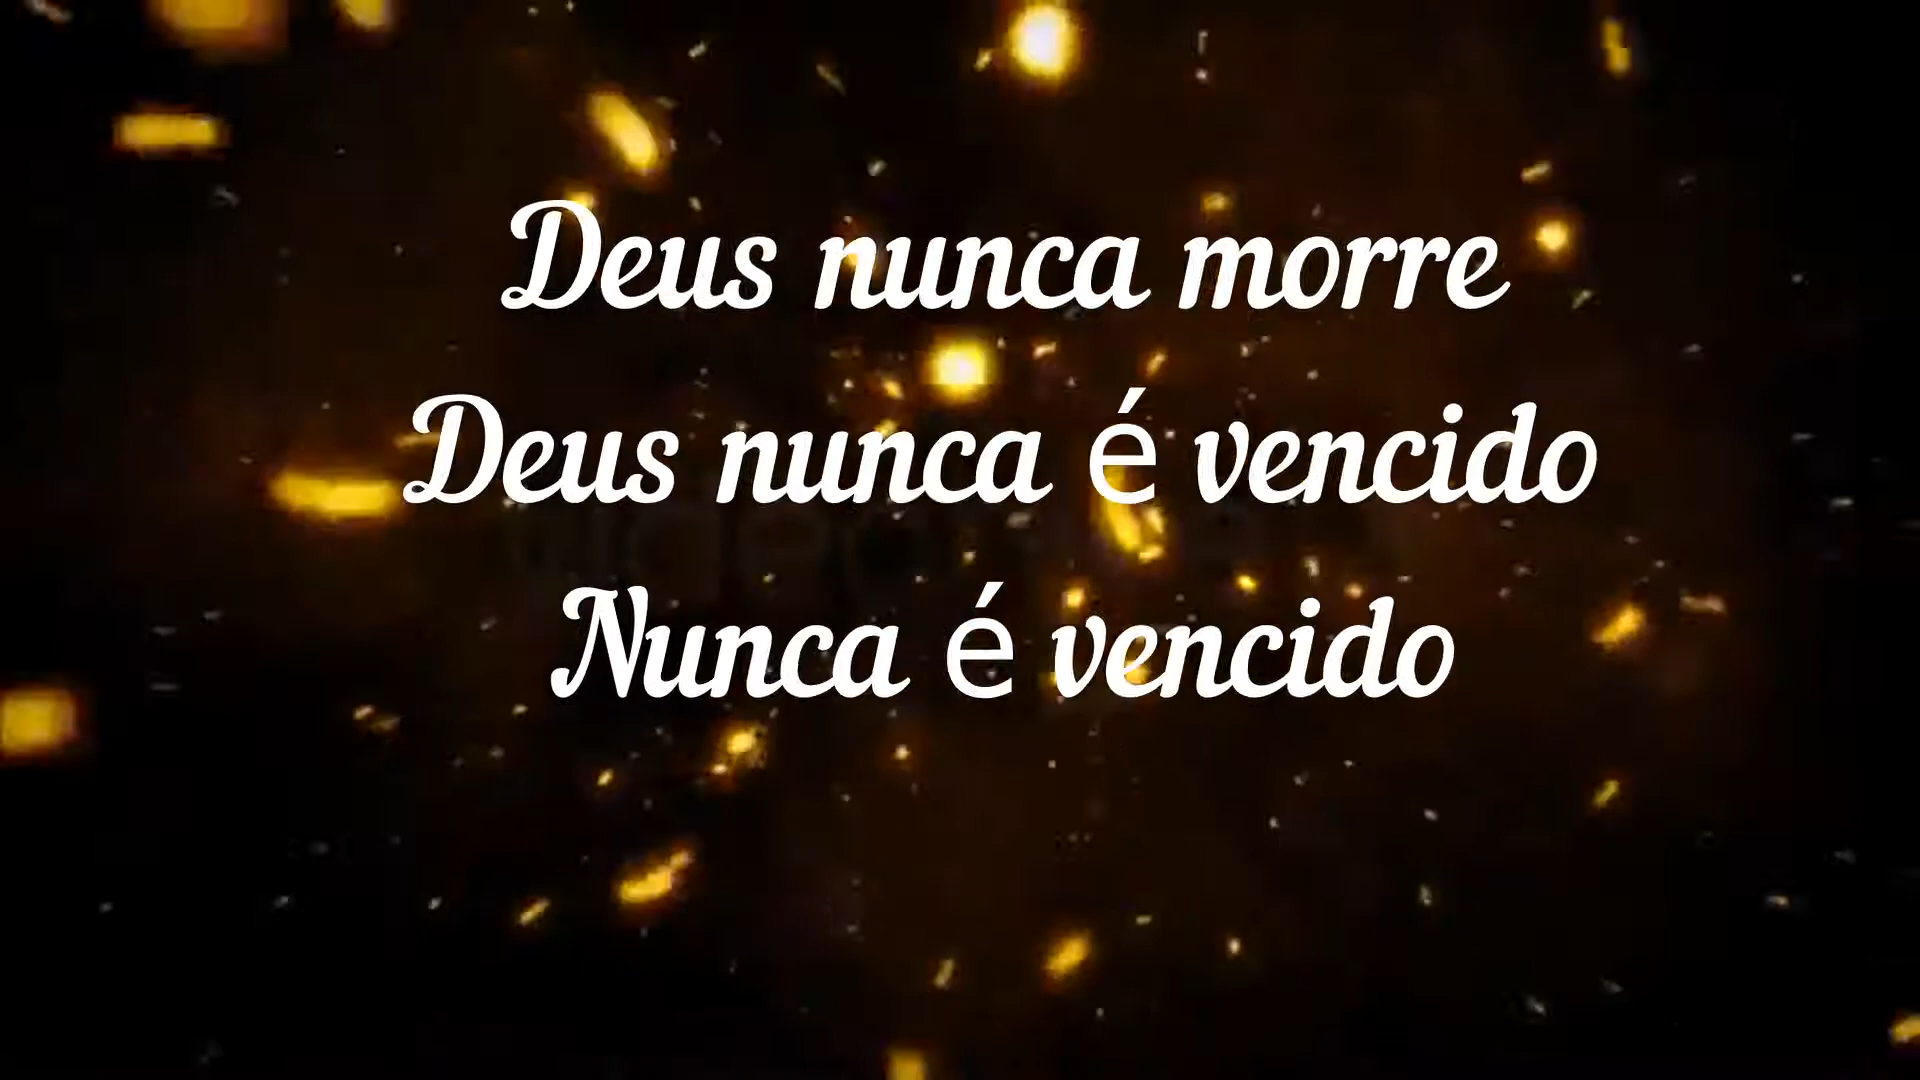 Deus nunca morre
Deus nunca é vencido
Nunca é vencido